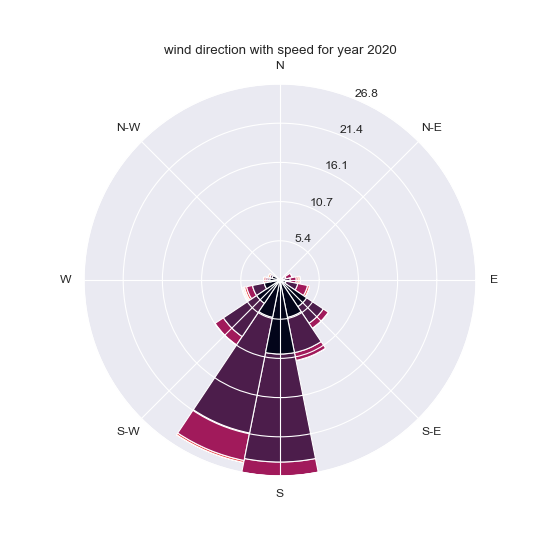 wind direction with speed for year 2020
N
26.8
N-W
N-E
21.4
16.1
10.7
5.4
W
E
S-W
S-E
S